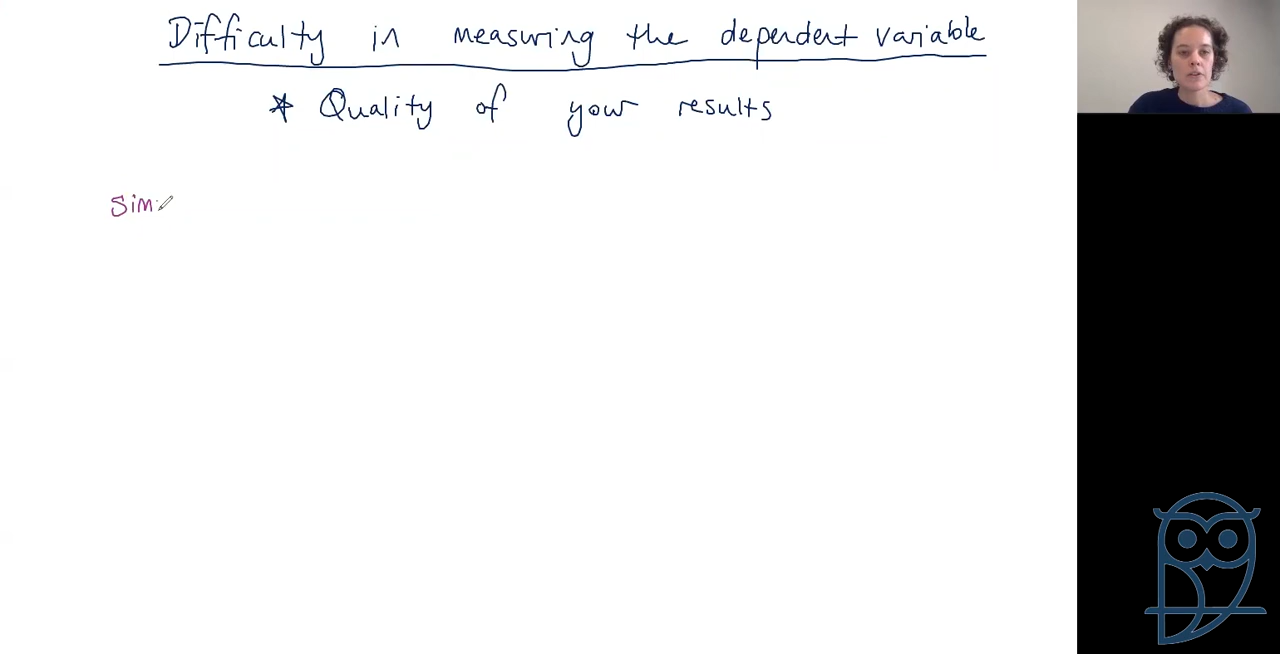 Difficulty in measuring the dependent variable
* Quality of your results
Sim